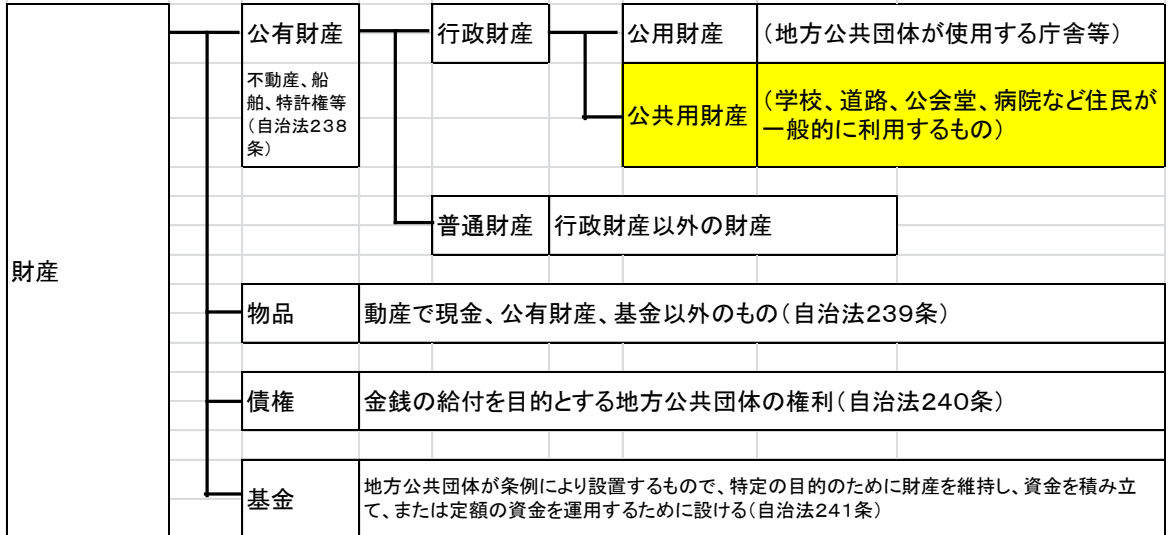 公有財産
行政財産
公用財産
(地方公共団体が使用する庁舎等)
不動産、船
舶、特許権等
(自治法238
条)
公共用財産
(学校、道路、公会堂、病院など住民が
一般的に利用するもの)
普通財産
行政財産以外の財産
財産
物品
動産で現金、公有財産、基金以外のもの(自治法239条)
債権
金銭の給付を目的とする地方公共団体の権利(自治法240条)
基金
地方公共団体が条例により設置するもので、特定の目的のために財産を維持し、資金を積み立
て、または定額の資金を運用するために設ける(自治法241条)